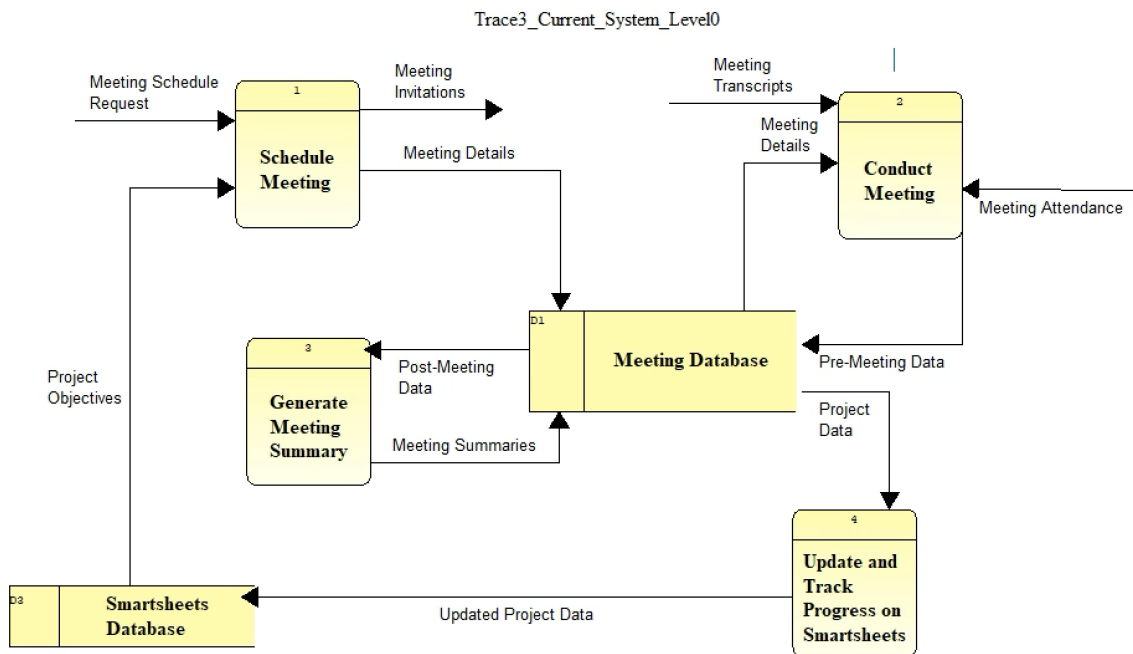 Trace3_Current_System_Level0
Meeting Schedule
Request
1
Schedule
Meeting
Meeting
Invitations
Meeting Details
Meeting
Transcripts
Meeting
Details
2
Conduct
Meeting
Meeting Attendance
D1
Meeting Database
Pre-Meeting Data
3
Generate
Meeting
Summary
Post-Meeting
Data
Meeting Summaries
Project
Objectives
Project
Data
4
Update and
Track
Progress on
Smartsheets
D3
Smartsheets
Database
Updated Project Data